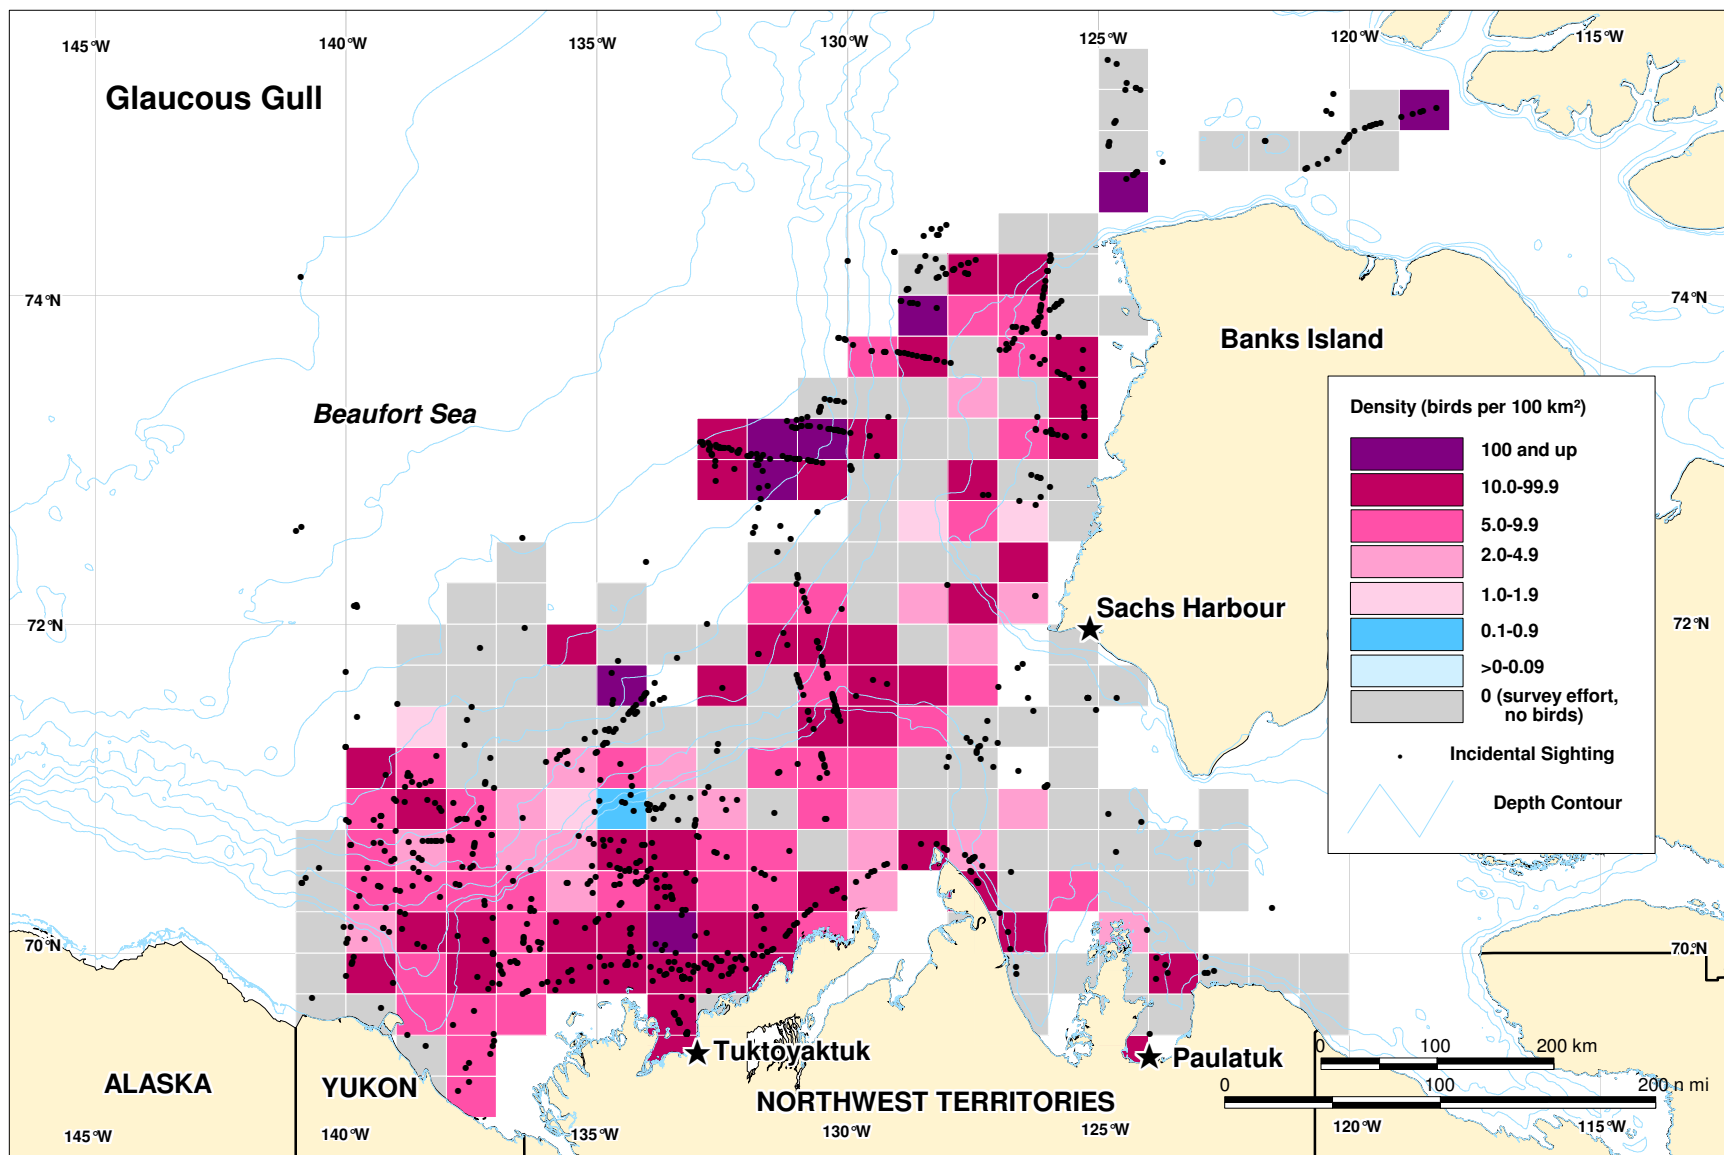 145°W 140°W 135°W 130°W 125°W 120°W 115°W
Glaucous Gull
74°N 74°N
Banks Island
Beaufort Sea
Density (birds per 100 km²)
100 and up
10.0-99.9
5.0-9.9
2.0-4.9
1.0-1.9
0.1-0.9
>0-0.09
0 (survey effort,
no birds)
Incidental Sighting
Depth Contour
Sachs Harbour
72°N 72°N
70°N 70°N
Tuktoyaktuk
Paulatuk
0 100 200 km
0 100 200 n mi
ALASKA
YUKON
NORTHWEST TERRITORIES
145°W 140°W 135°W 130°W 125°W 120°W 115°W